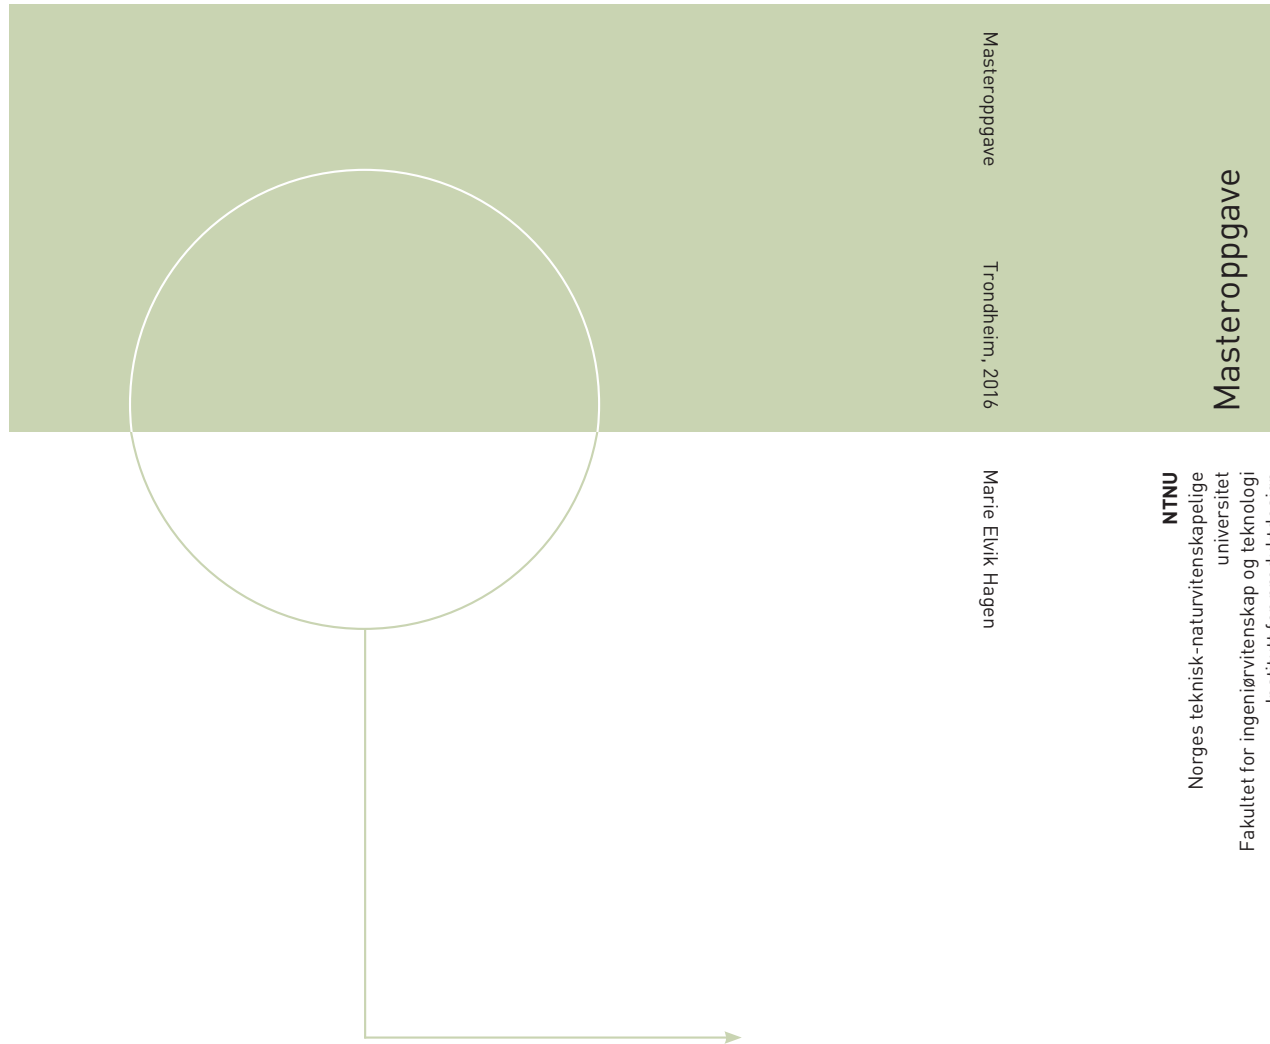 Masteroppgave
Trondheim, 2016
Marie Elvik Hagen
Masteroppgave
NTNU
Norges teknisk-naturvitenskapelige
universitet
Fakultet for ingeniørvitenskap og teknologi